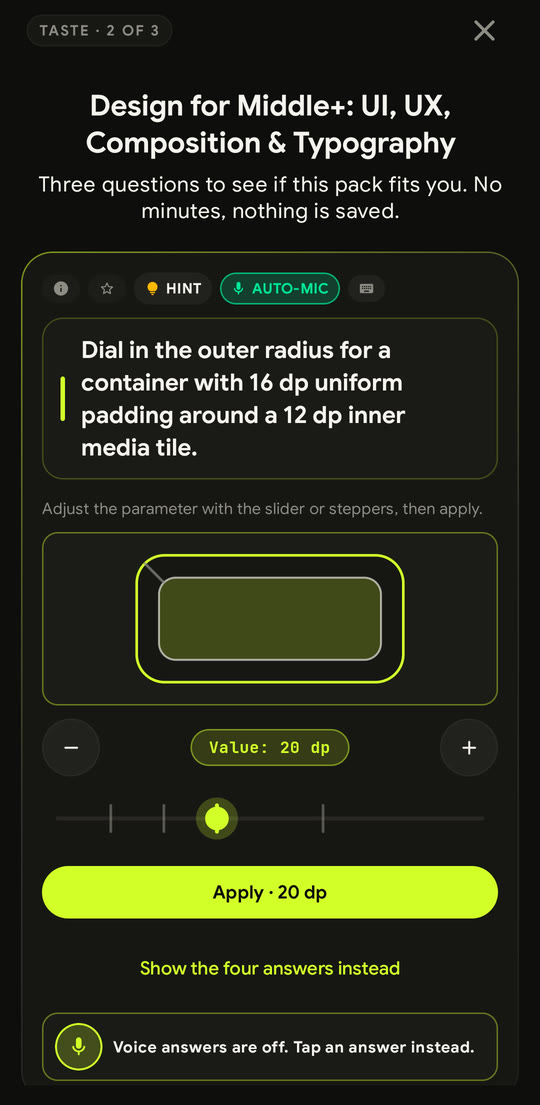 TASTE · 2 OF 3
Design for Middle+: UI, UX,
Composition & Typography
Three questions to see if this pack fits you. No
minutes, nothing is saved.
HINT
AUTO-MIC
Dial in the outer radius for a
container with 16 dp uniform
padding around a 12 dp inner
media tile.
Adjust the parameter with the slider or steppers, then apply.
Value: 20 dp
Apply · 20 dp
Show the four answers instead
Voice answers are off. Tap an answer instead.